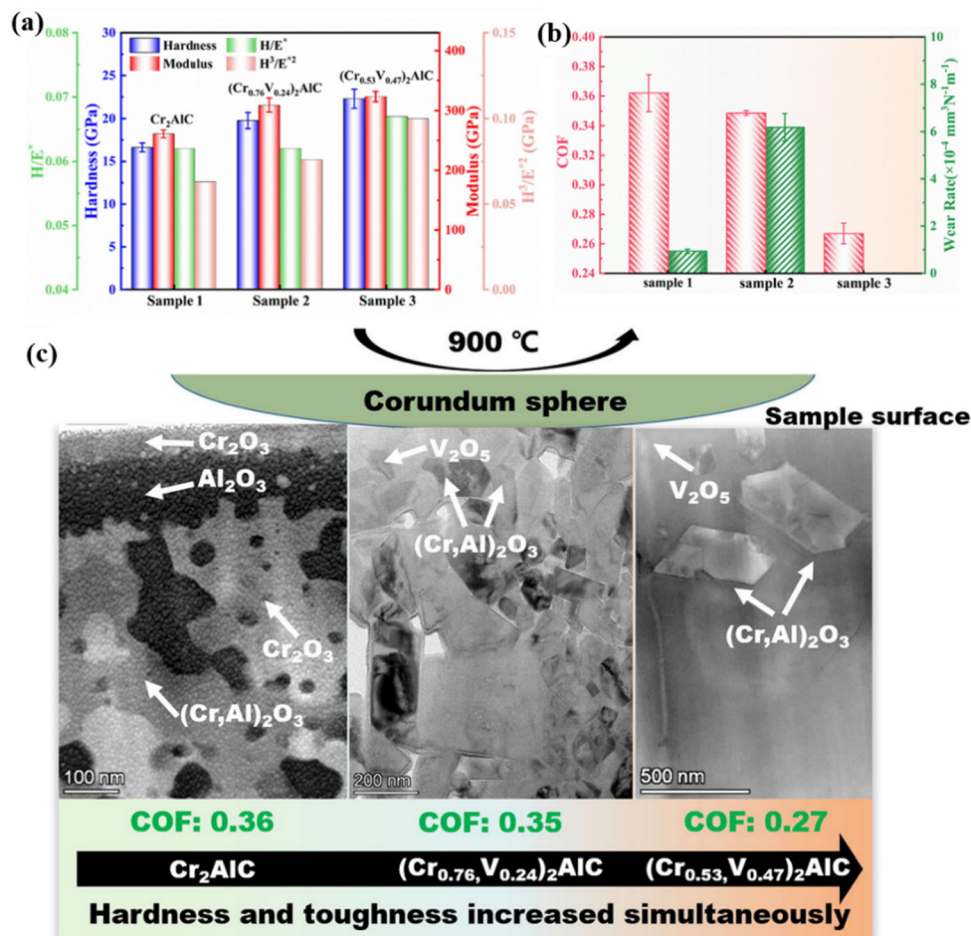 (a)
0.08
0.07
0.06
0.05
0.04
H/E*
30
25
20
15
10
5
0
Hardness (GPa)
Hardness
H/E*
Modulus
H³/E*²
Cr₂AlC
(Cr₀.₇₆V₀.₂₄)₂AlC
(Cr₀.₅₃V₀.₄₇)₂AlC
Sample 1
Sample 2
Sample 3
400
300
200
100
0
Modulus (GPa)
0.15
0.10
0.05
0.00
H³/E*² (GPa)
(b)
0.40
0.38
0.36
0.34
0.32
0.30
0.28
0.26
0.24
COF
sample 1
sample 2
sample 3
10
8
6
4
2
0
Wear Rate(×10⁻⁴ mm³N⁻¹m⁻¹)
(c)
900 ℃
Corundum sphere
Sample surface
Cr₂O₃
Al₂O₃
Cr₂O₃
(Cr,Al)₂O₃
100 nm
V₂O₅
(Cr,Al)₂O₃
200 nm
V₂O₅
(Cr,Al)₂O₃
500 nm
COF: 0.36
COF: 0.35
COF: 0.27
Cr₂AlC
(Cr₀.₇₆,V₀.₂₄)₂AlC
(Cr₀.₅₃,V₀.₄₇)₂AlC
Hardness and toughness increased simultaneously